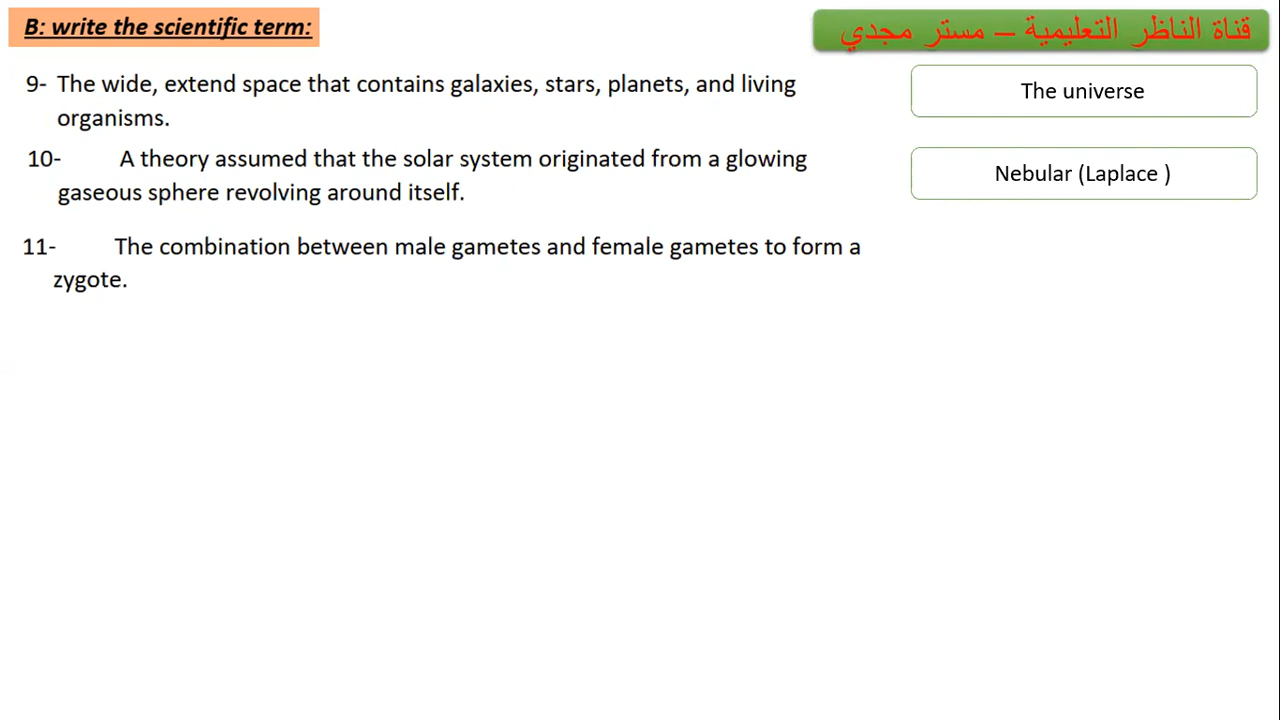 B: write the scientific term:
قناة الناظر التعليمية – مستر مجدي
9- The wide, extend space that contains galaxies, stars, planets, and living
organisms.
The universe
10- A theory assumed that the solar system originated from a glowing
gaseous sphere revolving around itself.
Nebular (Laplace )
11- The combination between male gametes and female gametes to form a
zygote.